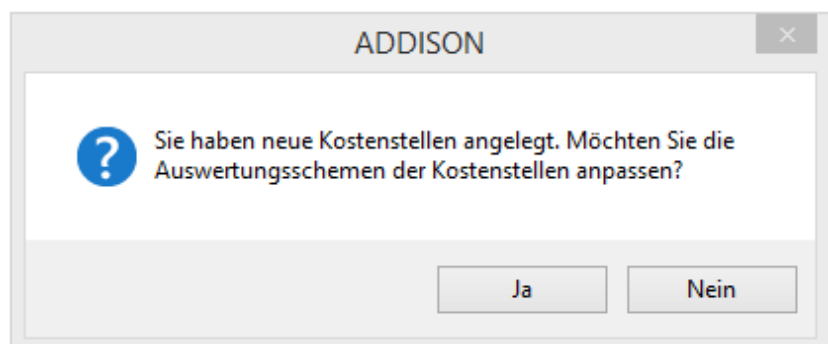 ADDISON
Sie haben neue Kostenstellen angelegt. Möchten Sie die
Auswertungsschemen der Kostenstellen anpassen?
Ja
Nein